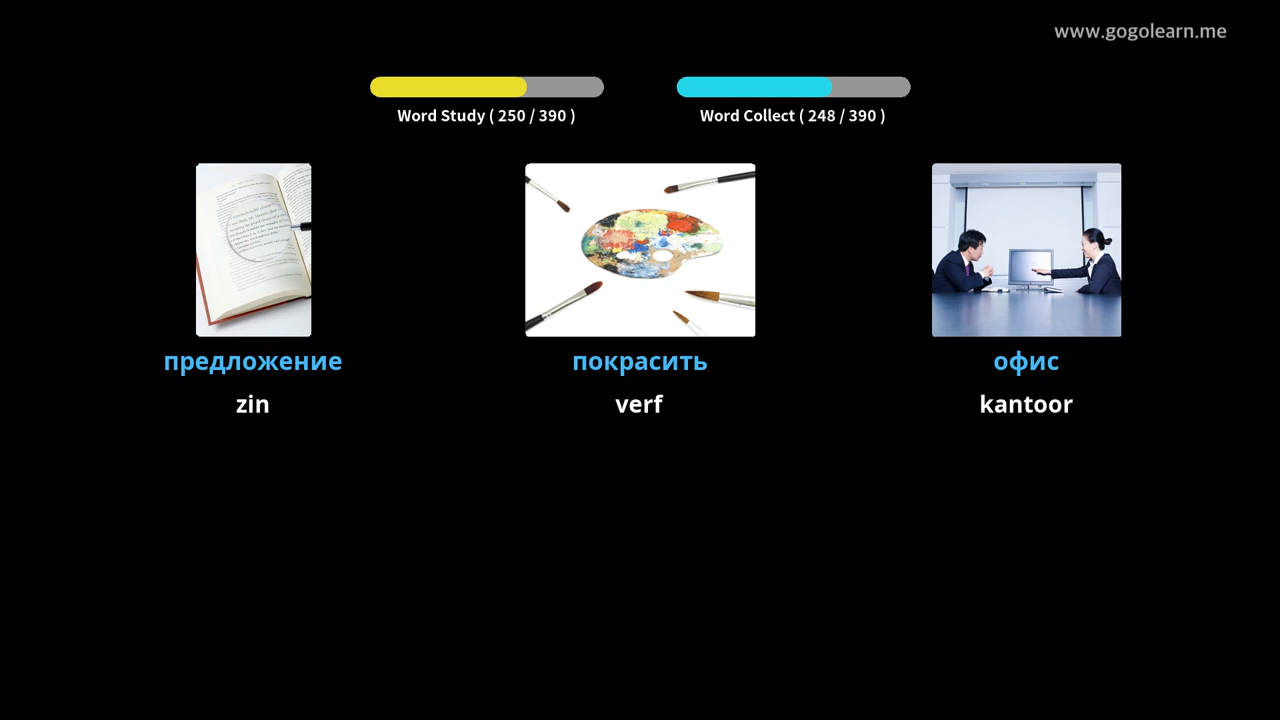 www.gogolearn.me
Word Study ( 250 / 390 )
Word Collect ( 248 / 390 )
предложение
покрасить
офис
zin
verf
kantoor